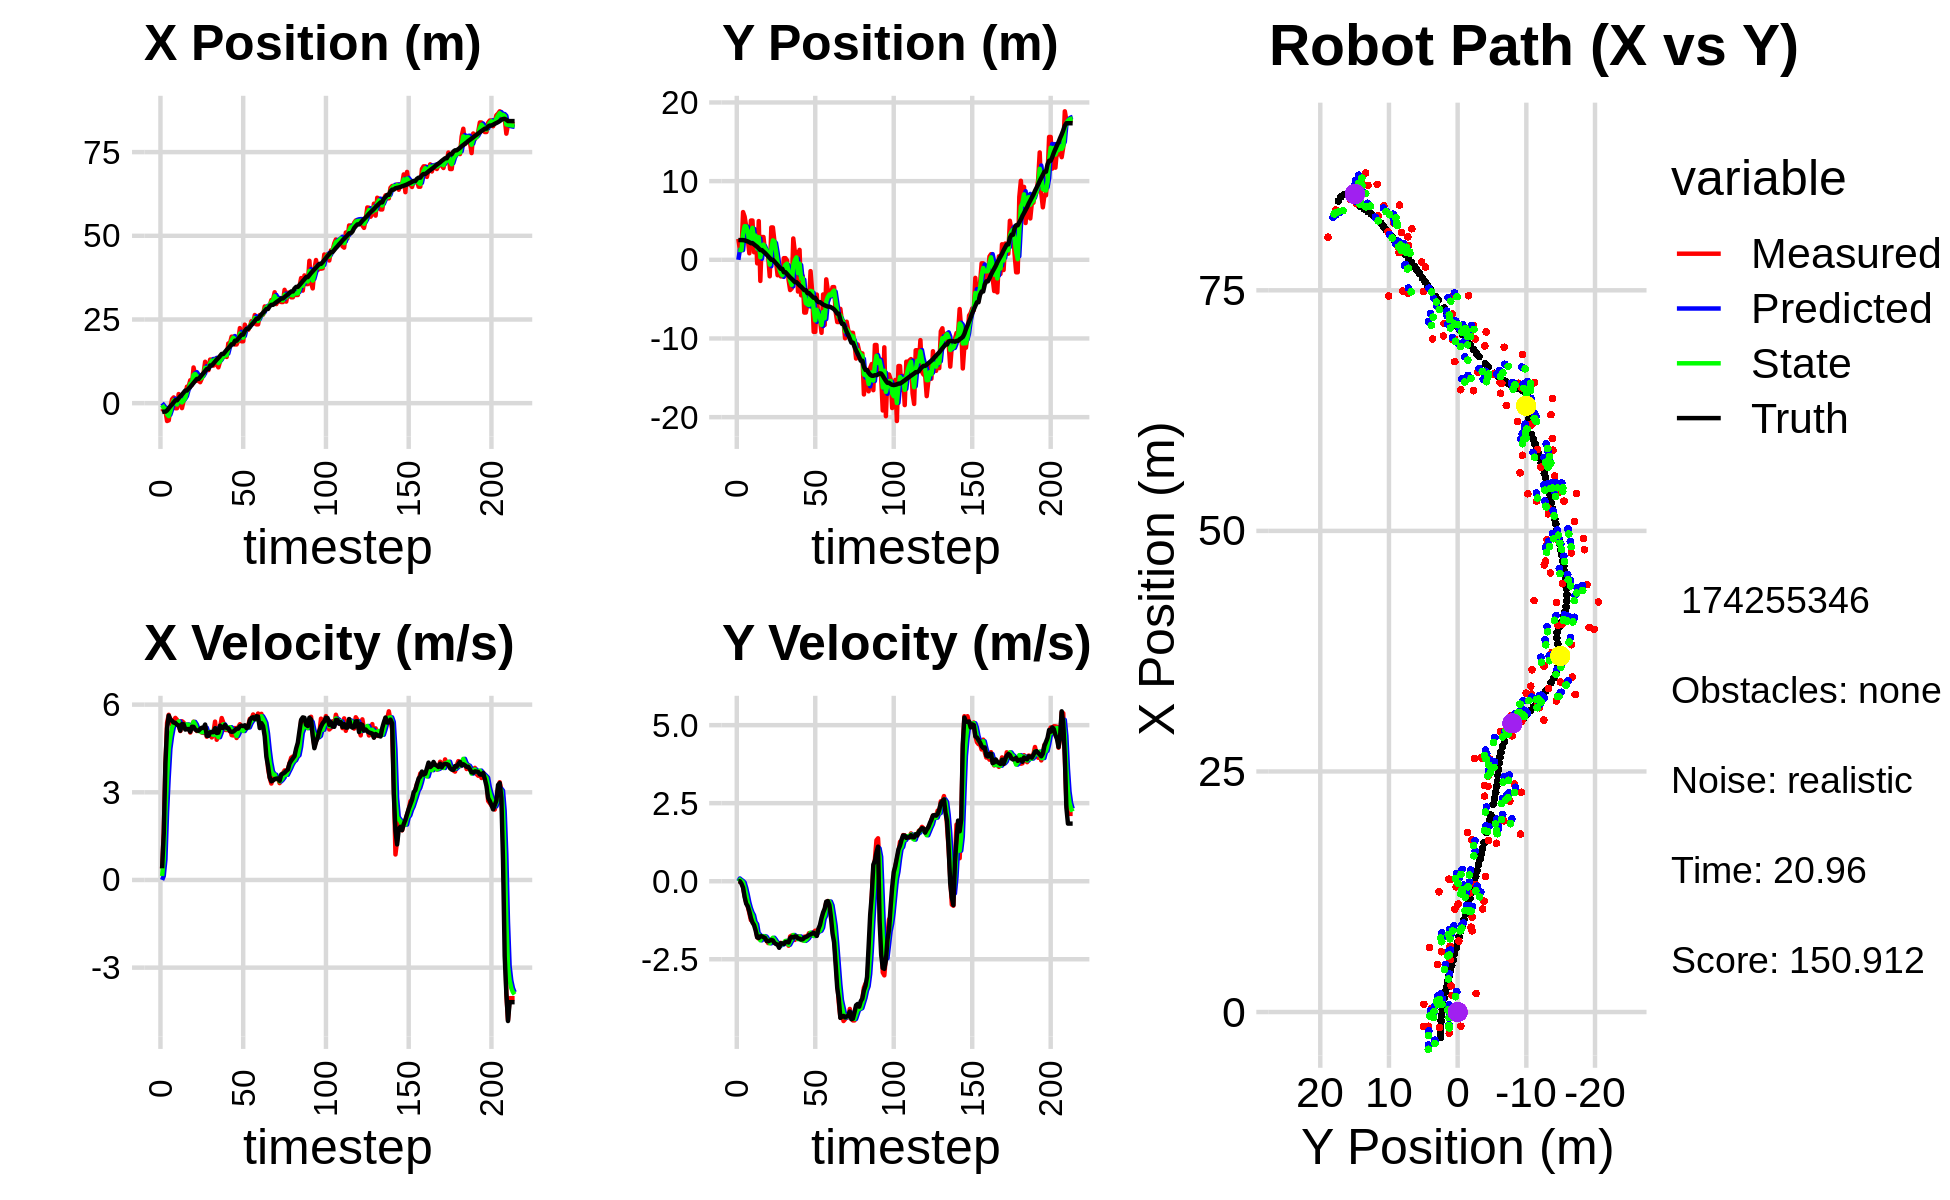 X Position (m)
75
50
25
0
0 50 100 150 200
timestep
Y Position (m)
20
10
0
-10
-20
0 50 100 150 200
timestep
X Velocity (m/s)
6
3
0
-3
0 50 100 150 200
timestep
Y Velocity (m/s)
5.0
2.5
0.0
-2.5
0 50 100 150 200
timestep
Robot Path (X vs Y)
X Position (m)
75
50
25
0
20 10 0 -10 -20
Y Position (m)
variable
Measured
Predicted
State
Truth
174255346
Obstacles: none
Noise: realistic
Time: 20.96
Score: 150.912